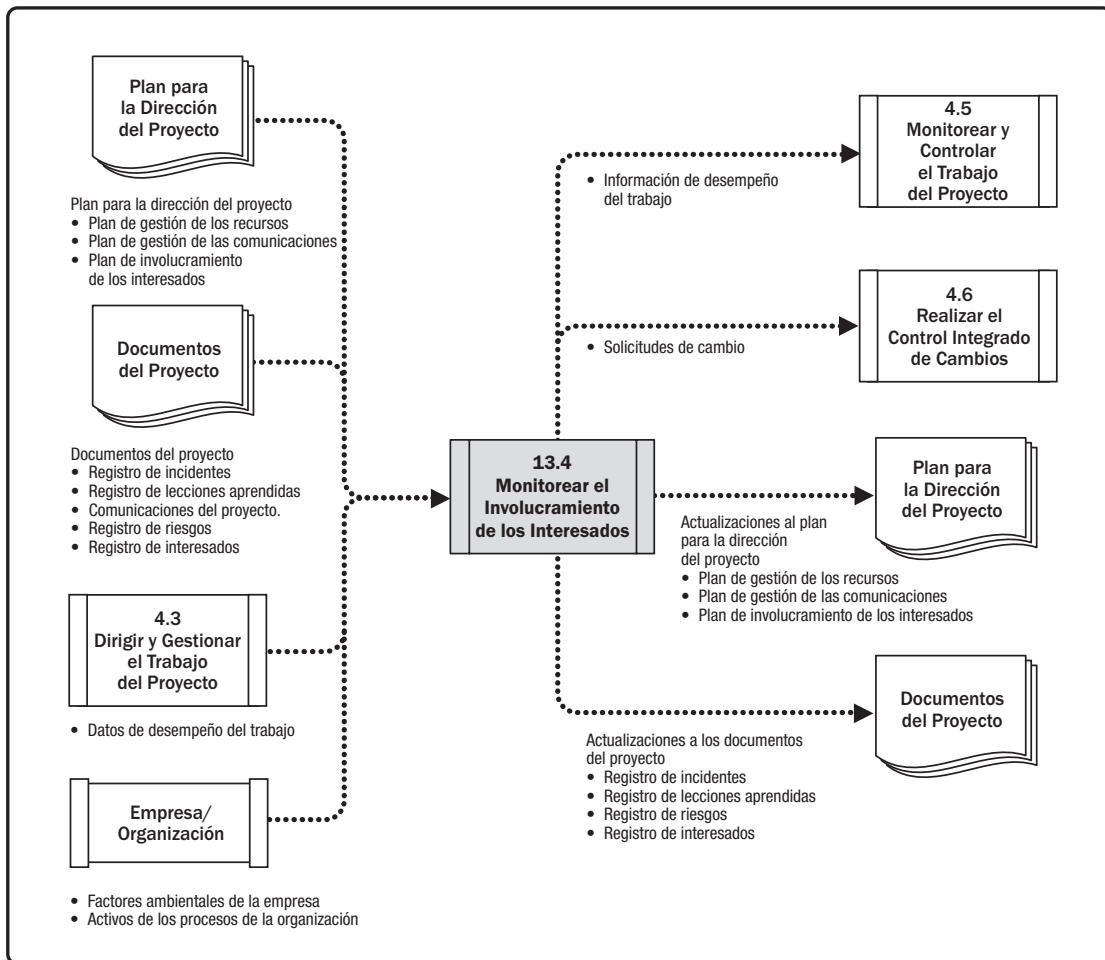 Plan para
la Dirección
del Proyecto
Plan para la dirección del proyecto
• Plan de gestión de los recursos
• Plan de gestión de las comunicaciones
• Plan de involucramiento
de los interesados
Documentos
del Proyecto
Documentos del proyecto
• Registro de incidentes
• Registro de lecciones aprendidas
• Comunicaciones del proyecto.
• Registro de riesgos
• Registro de interesados
4.3
Dirigir y Gestionar
el Trabajo
del Proyecto
• Datos de desempeño del trabajo
Empresa/
Organización
• Factores ambientales de la empresa
• Activos de los procesos de la organización
13.4
Monitorear el
Involucramiento
de los Interesados
• Información de desempeño
del trabajo
4.5
Monitorear y
Controlar
el Trabajo
del Proyecto
• Solicitudes de cambio
4.6
Realizar el
Control Integrado
de Cambios
Actualizaciones al plan
para la dirección
del proyecto
• Plan de gestión de los recursos
• Plan de gestión de las comunicaciones
• Plan de involucramiento de los interesados
Plan para
la Dirección
del Proyecto
Actualizaciones a los documentos
del proyecto
• Registro de incidentes
• Registro de lecciones aprendidas
• Registro de riesgos
• Registro de interesados
Documentos
del Proyecto